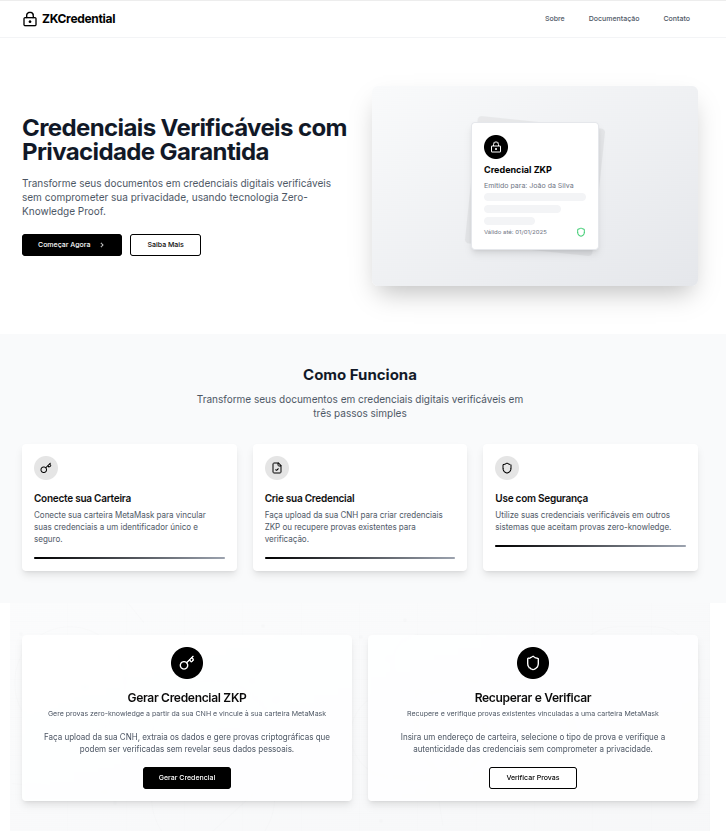 ZKCredential
Sobre
Documentação
Contato
Credenciais Verificáveis com
Privacidade Garantida
Transforme seus documentos em credenciais digitais verificáveis
sem comprometer sua privacidade, usando tecnologia Zero-
Knowledge Proof.
Começar Agora
Saiba Mais
Credencial ZKP
Emitido para: João da Silva
Válido até: 01/01/2025
Como Funciona
Transforme seus documentos em credenciais digitais verificáveis em
três passos simples
Conecte sua Carteira
Conecte sua carteira MetaMask para vincular
suas credenciais a um identificador único e
seguro.
Crie sua Credencial
Faça upload da sua CNH para criar credenciais
ZKP ou recupere provas existentes para
verificação.
Use com Segurança
Utilize suas credenciais verificáveis em outros
sistemas que aceitam provas zero-knowledge.
Gerar Credencial ZKP
Gere provas zero-knowledge a partir da sua CNH e vincule à sua carteira MetaMask
Faça upload da sua CNH, extraia os dados e gere provas criptográficas que
podem ser verificadas sem revelar seus dados pessoais.
Gerar Credencial
Recuperar e Verificar
Recupere e verifique provas existentes vinculadas a uma carteira MetaMask
Insira um endereço de carteira, selecione o tipo de prova e verifique a
autenticidade das credenciais sem comprometer a privacidade.
Verificar Provas